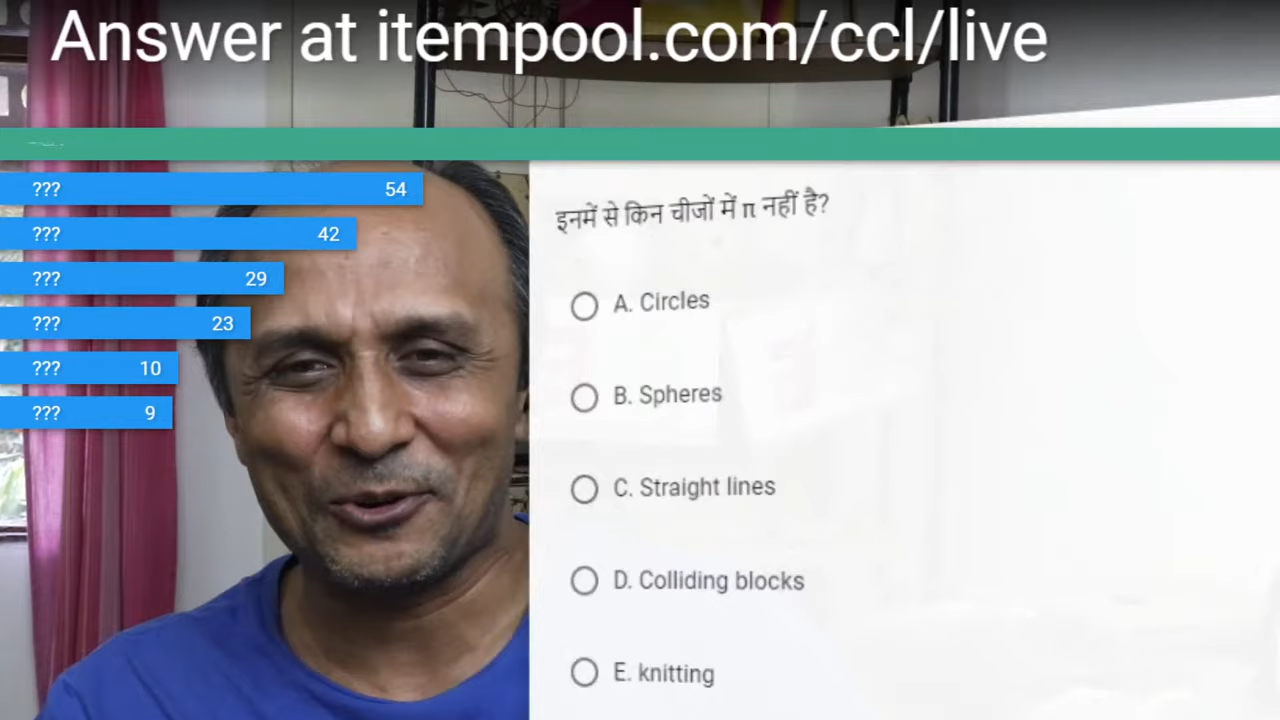 Answer at itempool.com/ccl/live
??? 54
??? 42
??? 29
??? 23
??? 10
??? 9
इनमें से किन चीजों में π नहीं है?
A. Circles
B. Spheres
C. Straight lines
D. Colliding blocks
E. knitting